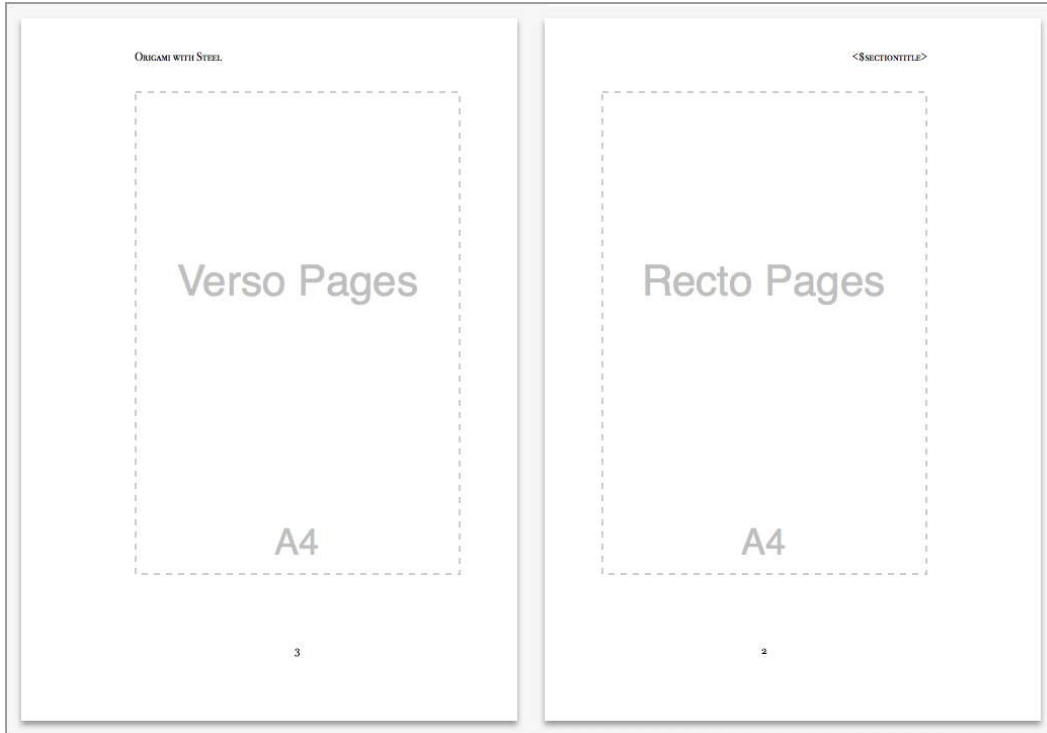 Origami with Steel
Verso Pages
A4
3
<$sectiontitle>
Recto Pages
A4
2